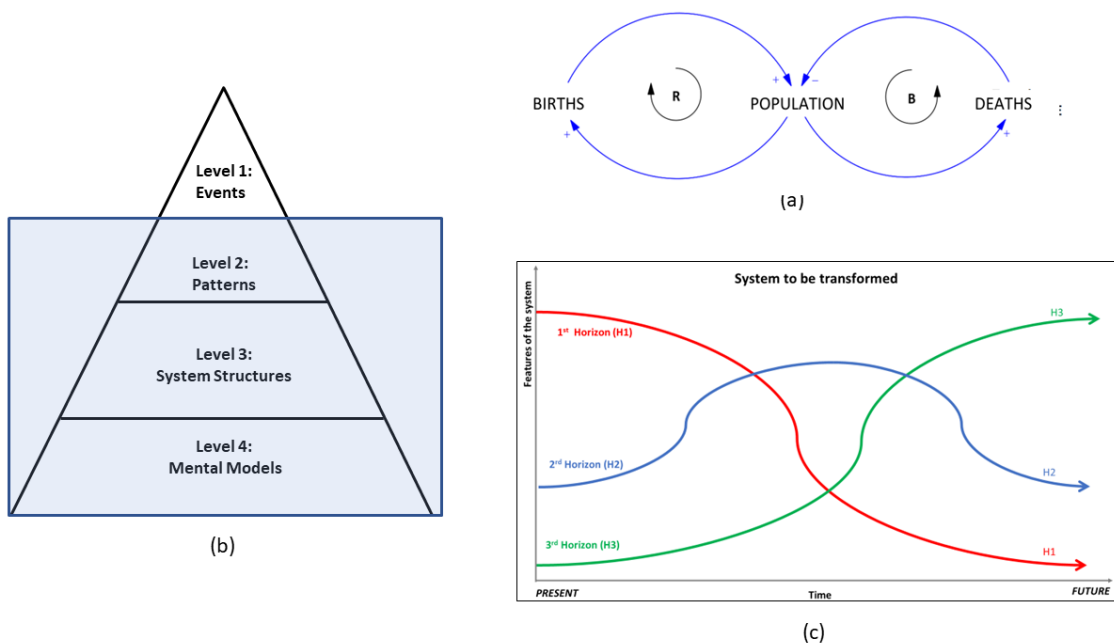 BIRTHS
+
R
+
POPULATION
−
B
DEATHS
+
⋮
(a)
Level 1:
Events
Level 2:
Patterns
Level 3:
System Structures
Level 4:
Mental Models
(b)
System to be transformed
Features of the system
1st Horizon (H1)
2rd Horizon (H2)
3rd Horizon (H3)
H3
H2
H1
PRESENT
Time
FUTURE
(c)